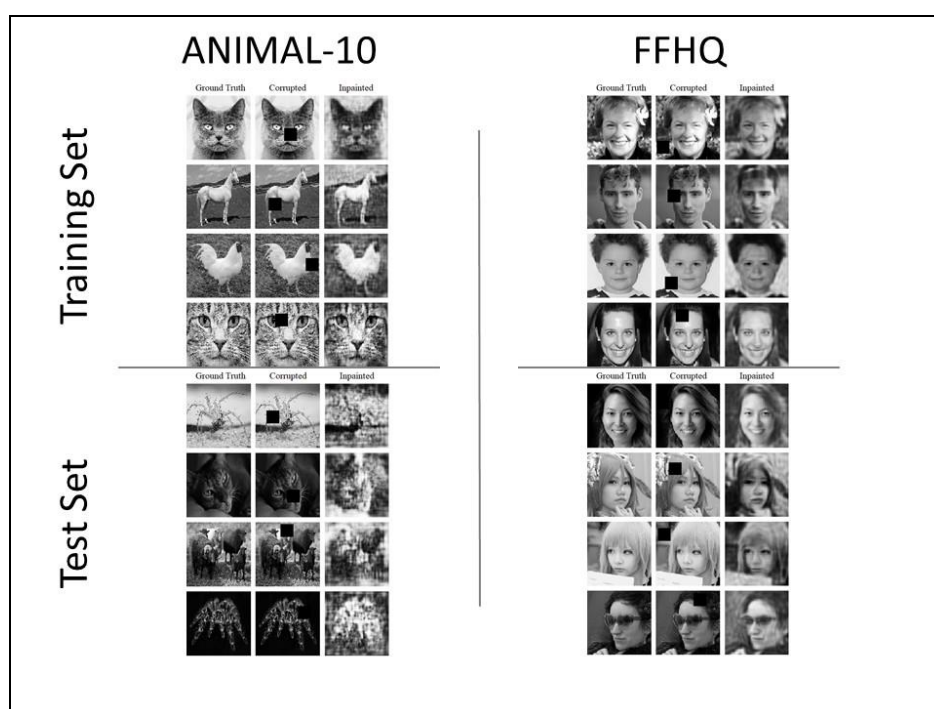 ANIMAL-10
FFHQ
Training Set
Ground Truth Corrupted Inpainted
Ground Truth Corrupted Inpainted
Test Set
Ground Truth Corrupted Inpainted
Ground Truth Corrupted Inpainted